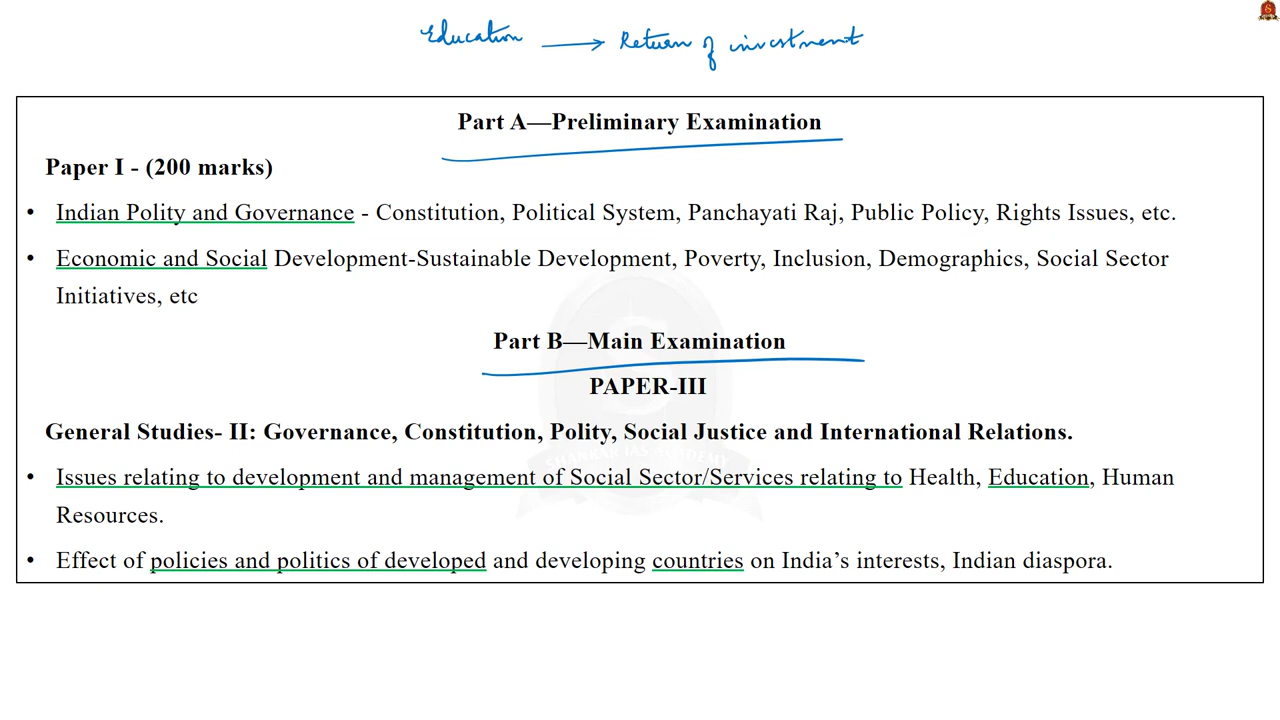 Education → Return of investment
Part A—Preliminary Examination
Paper I - (200 marks)
• Indian Polity and Governance - Constitution, Political System, Panchayati Raj, Public Policy, Rights Issues, etc.
• Economic and Social Development-Sustainable Development, Poverty, Inclusion, Demographics, Social Sector
Initiatives, etc
Part B—Main Examination
PAPER-III
General Studies- II: Governance, Constitution, Polity, Social Justice and International Relations.
SHANKAR IAS ACADEMY
• Issues relating to development and management of Social Sector/Services relating to Health, Education, Human
Resources.
• Effect of policies and politics of developed and developing countries on India’s interests, Indian diaspora.